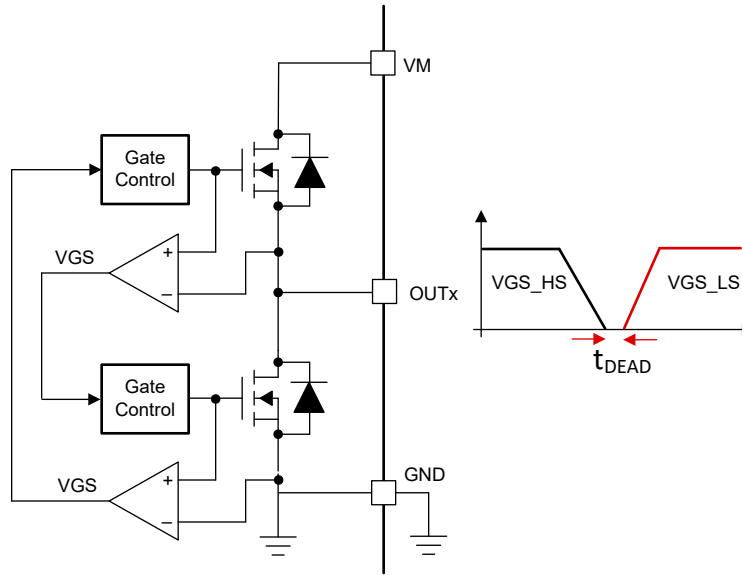 VM
Gate
Control
+
VGS
−
OUTx
VGS_HS
VGS_LS
tDEAD
Gate
Control
GND
VGS
+
−